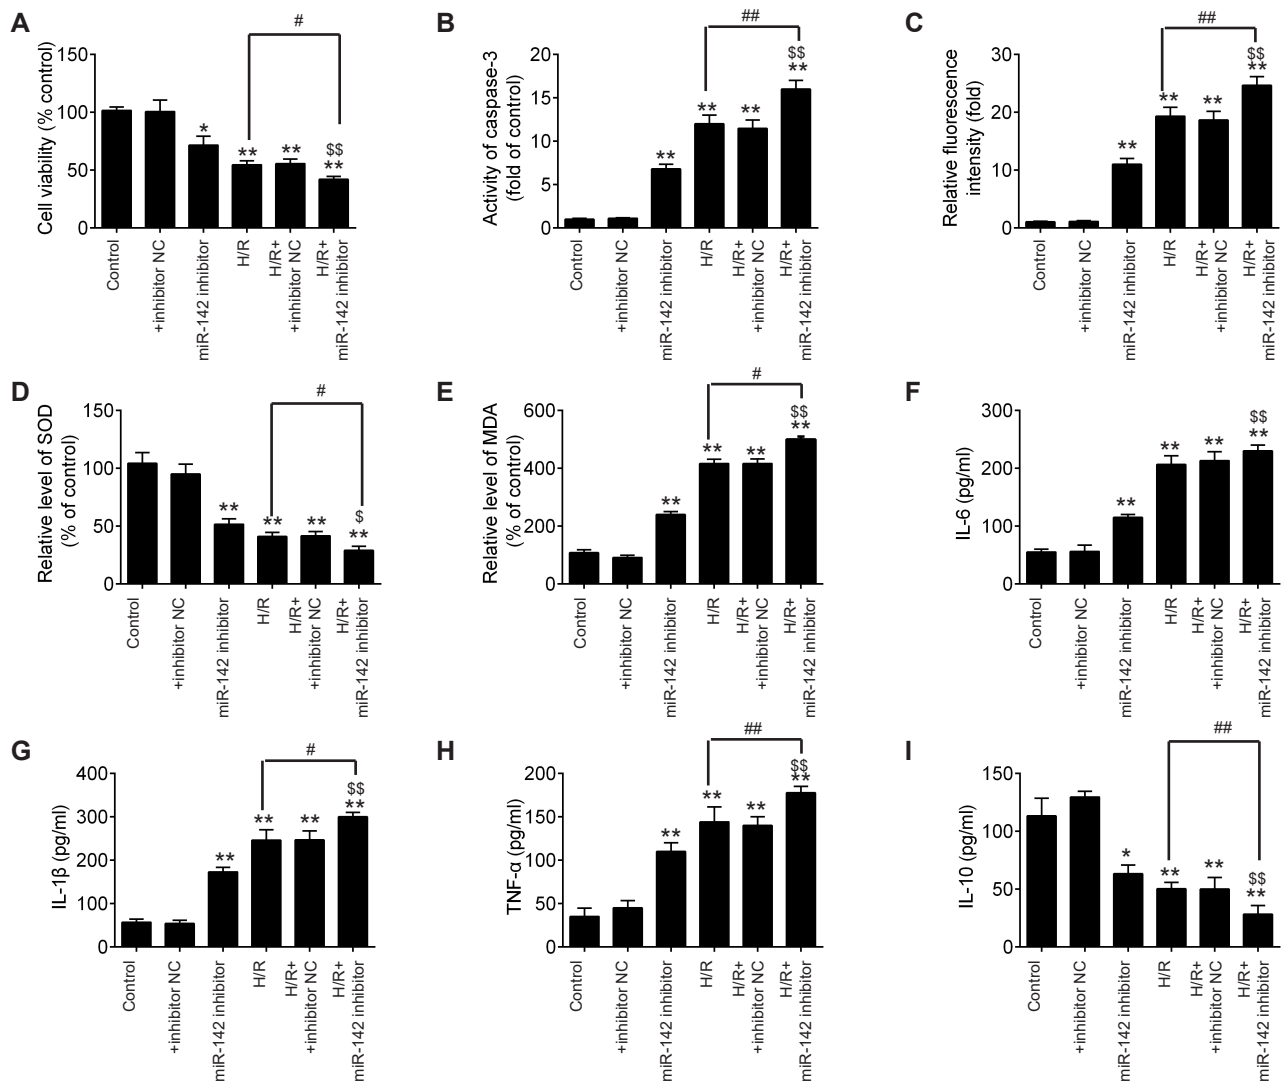 A
Cell viability (% control)
150
100
50
0
*
**
**
$$
**
#
Control
+inhibitor NC
miR-142 inhibitor
H/R
H/R+
+inhibitor NC
H/R+
miR-142 inhibitor
B
Activity of caspase-3
(fold of control)
20
15
10
5
0
**
**
**
$$
**
##
Control
+inhibitor NC
miR-142 inhibitor
H/R
H/R+
+inhibitor NC
H/R+
miR-142 inhibitor
C
Relative fluorescence
intensity (fold)
30
20
10
0
**
**
**
$$
**
##
Control
+inhibitor NC
miR-142 inhibitor
H/R
H/R+
+inhibitor NC
H/R+
miR-142 inhibitor
D
Relative level of SOD
(% of control)
150
100
50
0
**
**
**
$
**
#
Control
+inhibitor NC
miR-142 inhibitor
H/R
H/R+
+inhibitor NC
H/R+
miR-142 inhibitor
E
Relative level of MDA
(% of control)
600
400
200
0
**
**
**
$$
**
#
Control
+inhibitor NC
miR-142 inhibitor
H/R
H/R+
+inhibitor NC
H/R+
miR-142 inhibitor
F
IL-6 (pg/ml)
300
200
100
0
**
**
**
$$
**
Control
+inhibitor NC
miR-142 inhibitor
H/R
H/R+
+inhibitor NC
H/R+
miR-142 inhibitor
G
IL-1β (pg/ml)
400
300
200
100
0
**
**
**
$$
**
#
Control
+inhibitor NC
miR-142 inhibitor
H/R
H/R+
+inhibitor NC
H/R+
miR-142 inhibitor
H
TNF-α (pg/ml)
200
150
100
50
0
**
**
**
$$
**
##
Control
+inhibitor NC
miR-142 inhibitor
H/R
H/R+
+inhibitor NC
H/R+
miR-142 inhibitor
I
IL-10 (pg/ml)
150
100
50
0
*
**
**
$$
**
##
Control
+inhibitor NC
miR-142 inhibitor
H/R
H/R+
+inhibitor NC
H/R+
miR-142 inhibitor